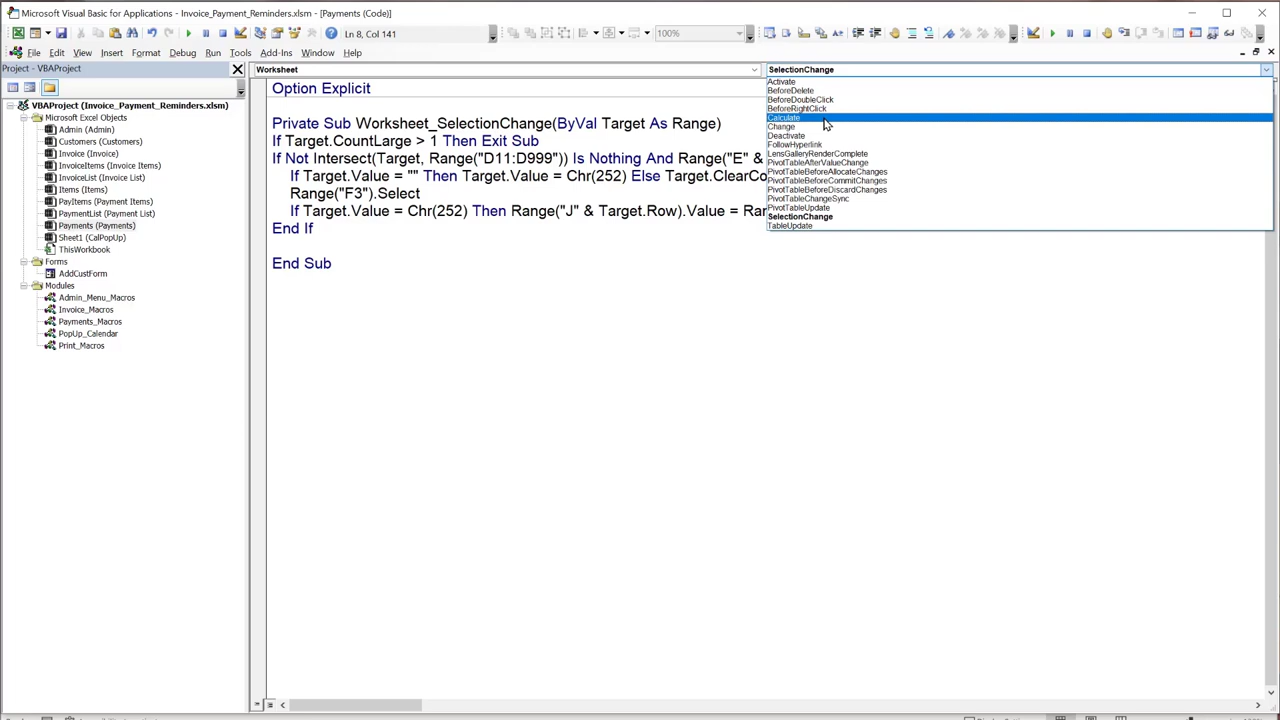 Microsoft Visual Basic for Applications - Invoice_Payment_Reminders.xlsm - [Payments (Code)]
Ln 8, Col 141
100%
File Edit View Insert Format Debug Run Tools Add-Ins Window Help
Project - VBAProject
VBAProject (Invoice_Payment_Reminders.xlsm)
Microsoft Excel Objects
Admin (Admin)
Customers (Customers)
Invoice (Invoice)
InvoiceItems (Invoice Items)
InvoiceList (Invoice List)
Items (Items)
PayItems (Payment Items)
PaymentList (Payment List)
Payments (Payments)
Sheet1 (CalPopUp)
ThisWorkbook
Forms
AddCustForm
Modules
Admin_Menu_Macros
Invoice_Macros
Payments_Macros
PopUp_Calendar
Print_Macros
Worksheet
SelectionChange
Option Explicit
Private Sub Worksheet_SelectionChange(ByVal Target As Range)
If Target.CountLarge > 1 Then Exit Sub
If Not Intersect(Target, Range("D11:D999")) Is Nothing And Range("E" &
If Target.Value = "" Then Target.Value = Chr(252) Else Target.ClearCo
Range("F3").Select
If Target.Value = Chr(252) Then Range("J" & Target.Row).Value = Ran
End If
End Sub
Activate
BeforeDelete
BeforeDoubleClick
BeforeRightClick
Calculate
Change
Deactivate
FollowHyperlink
LensGalleryRenderComplete
PivotTableAfterValueChange
PivotTableBeforeAllocateChanges
PivotTableBeforeCommitChanges
PivotTableBeforeDiscardChanges
PivotTableChangeSync
PivotTableUpdate
SelectionChange
TableUpdate